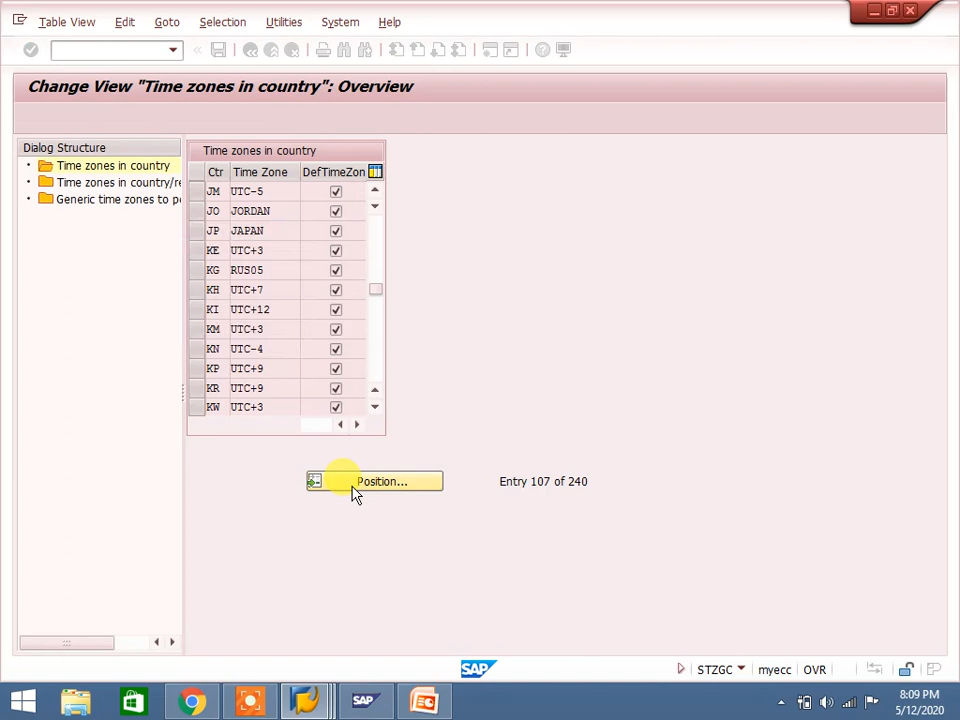 Table View Edit Goto Selection Utilities System Help
Change View "Time zones in country": Overview
Dialog Structure
Time zones in country
Time zones in country/re
Generic time zones to pe
Time zones in country
Ctr Time Zone DefTimeZon
JM UTC-5
JO JORDAN
JP JAPAN
KE UTC+3
KG RUS05
KH UTC+7
KI UTC+12
KM UTC+3
KN UTC-4
KP UTC+9
KR UTC+9
KW UTC+3
Position... Entry 107 of 240
SAP STZGC myecc OVR
SAP
8:09 PM
5/12/2020